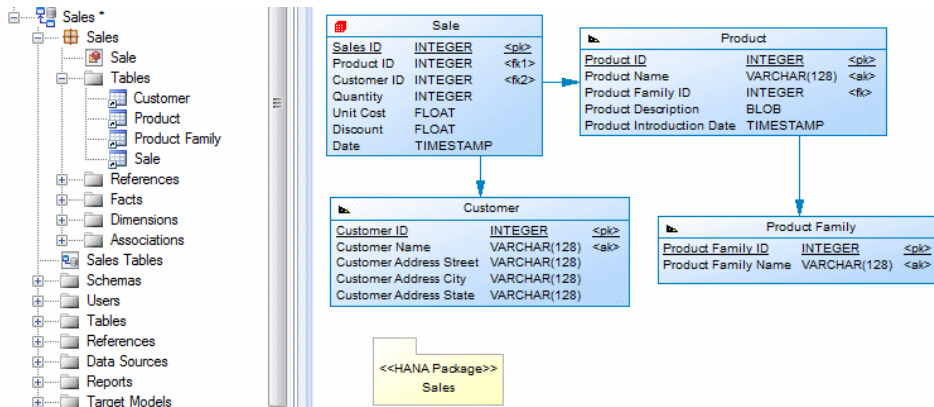 Sales *
Sales
Sale
Tables
Customer
Product
Product Family
Sale
References
Facts
Dimensions
Associations
Sales Tables
Schemas
Users
Tables
References
Data Sources
Reports
Target Models
Sale
Sales ID INTEGER <pk>
Product ID INTEGER <fk1>
Customer ID INTEGER <fk2>
Quantity INTEGER
Unit Cost FLOAT
Discount FLOAT
Date TIMESTAMP
Product
Product ID INTEGER <pk>
Product Name VARCHAR(128) <ak>
Product Family ID INTEGER <fk>
Product Description BLOB
Product Introduction Date TIMESTAMP
Customer
Customer ID INTEGER <pk>
Customer Name VARCHAR(128) <ak>
Customer Address Street VARCHAR(128)
Customer Address City VARCHAR(128)
Customer Address State VARCHAR(128)
Product Family
Product Family ID INTEGER <pk>
Product Family Name VARCHAR(128) <ak>
<<HANA Package>>
Sales